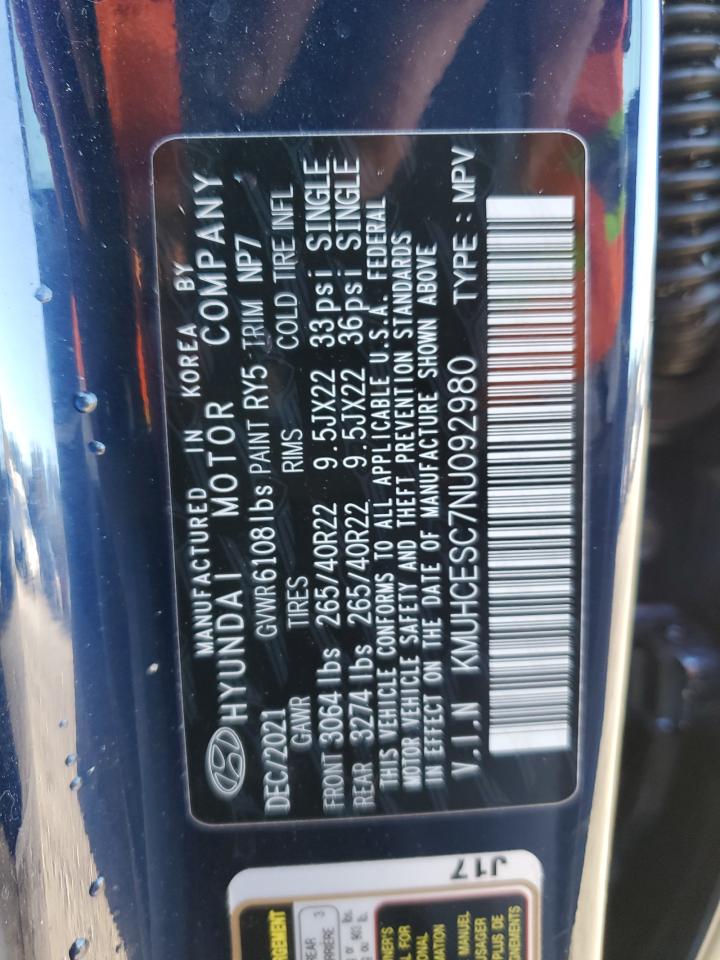 MANUFACTURED IN KOREA BY
HYUNDAI MOTOR COMPANY
DEC/2021 GVWR 6108 lbs PAINT RY5 TRIM NP7
GAWR TIRES RIMS COLD TIRE INFL
FRONT 3064 lbs 265/40R22 9.5JX22 33psi SINGLE
REAR 3274 lbs 265/40R22 9.5JX22 36psi SINGLE
THIS VEHICLE CONFORMS TO ALL APPLICABLE U.S.A. FEDERAL
MOTOR VEHICLE SAFETY AND THEFT PREVENTION STANDARDS
IN EFFECT ON THE DATE OF MANUFACTURE SHOWN ABOVE
V.I.N KMUHCESC7NU092980 TYPE : MPV
J17
3
MANUEL